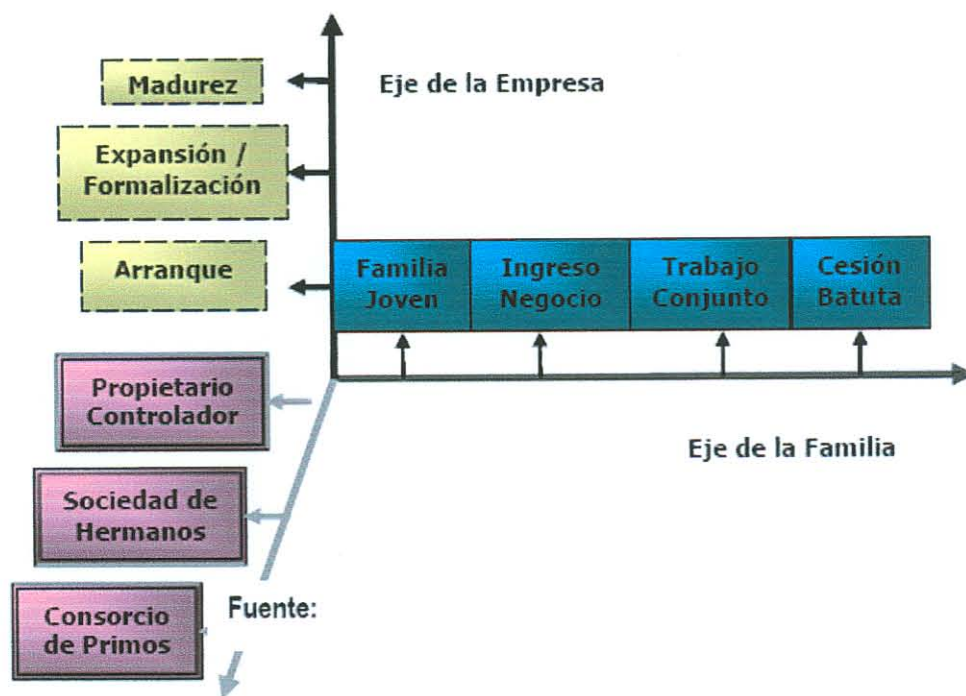 Eje de la Empresa
Madurez
Expansión /
Formalización
Arranque
Familia
Joven
Ingreso
Negocio
Trabajo
Conjunto
Cesión
Batuta
Propietario
Controlador
Eje de la Familia
Sociedad de
Hermanos
Consorcio
de Primos
Fuente: